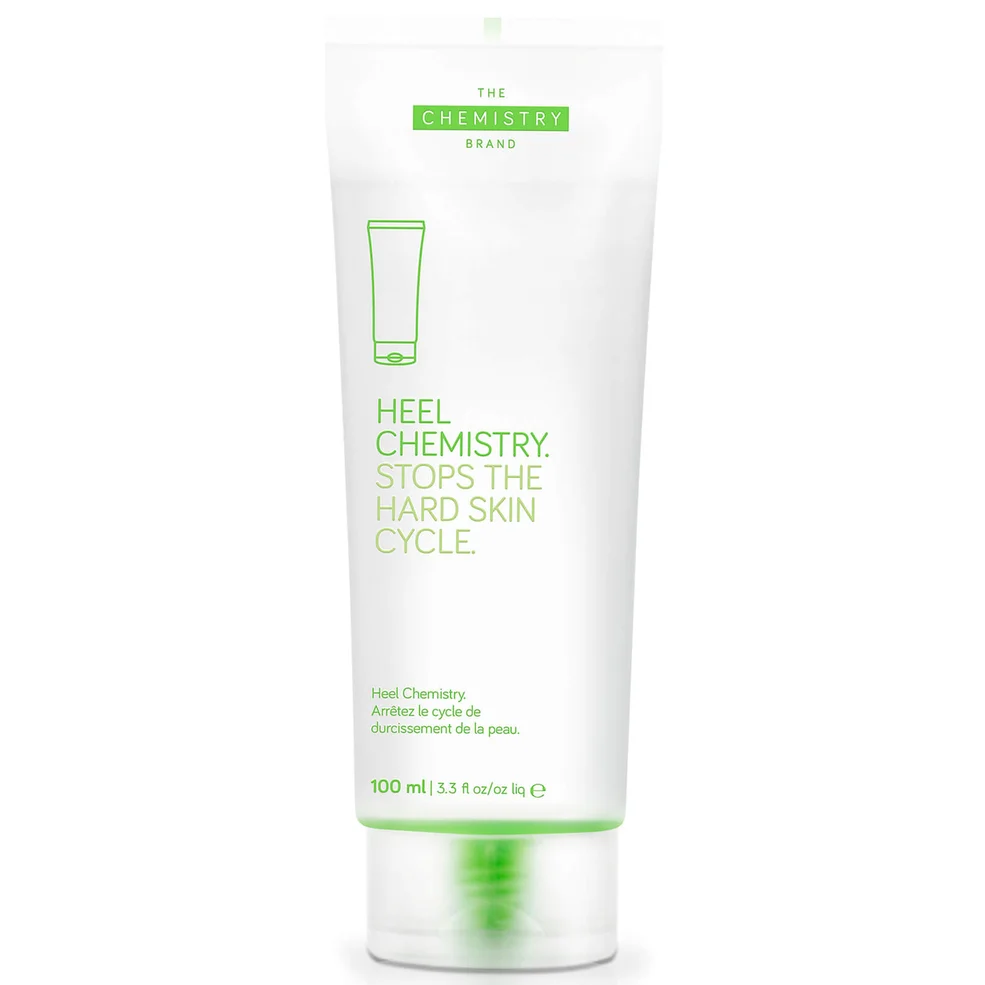 THE
CHEMISTRY
BRAND
HEEL
CHEMISTRY.
STOPS THE
HARD SKIN
CYCLE.
Heel Chemistry.
Arrêtez le cycle de
durcissement de la peau.
100 ml | 3.3 fl oz/oz liq ℮